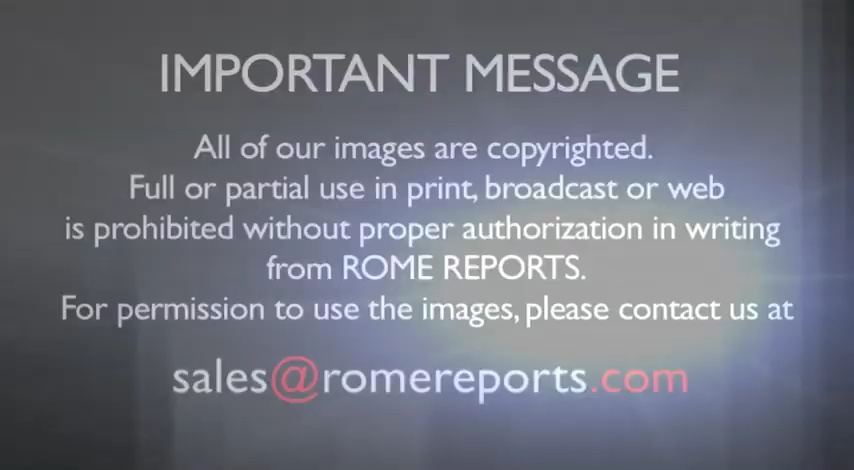 IMPORTANT MESSAGE
All of our images are copyrighted.
Full or partial use in print, broadcast or web
is prohibited without proper authorization in writing
from ROME REPORTS.
For permission to use the images, please contact us at
sales@romereports.com